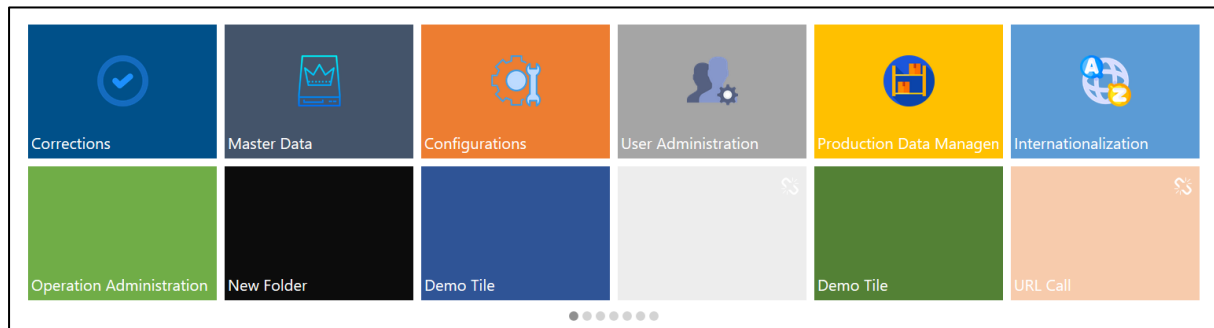 Corrections
Master Data
Configurations
User Administration
Production Data Managen
Internationalization
Operation Administration
New Folder
Demo Tile
Demo Tile
URL Call